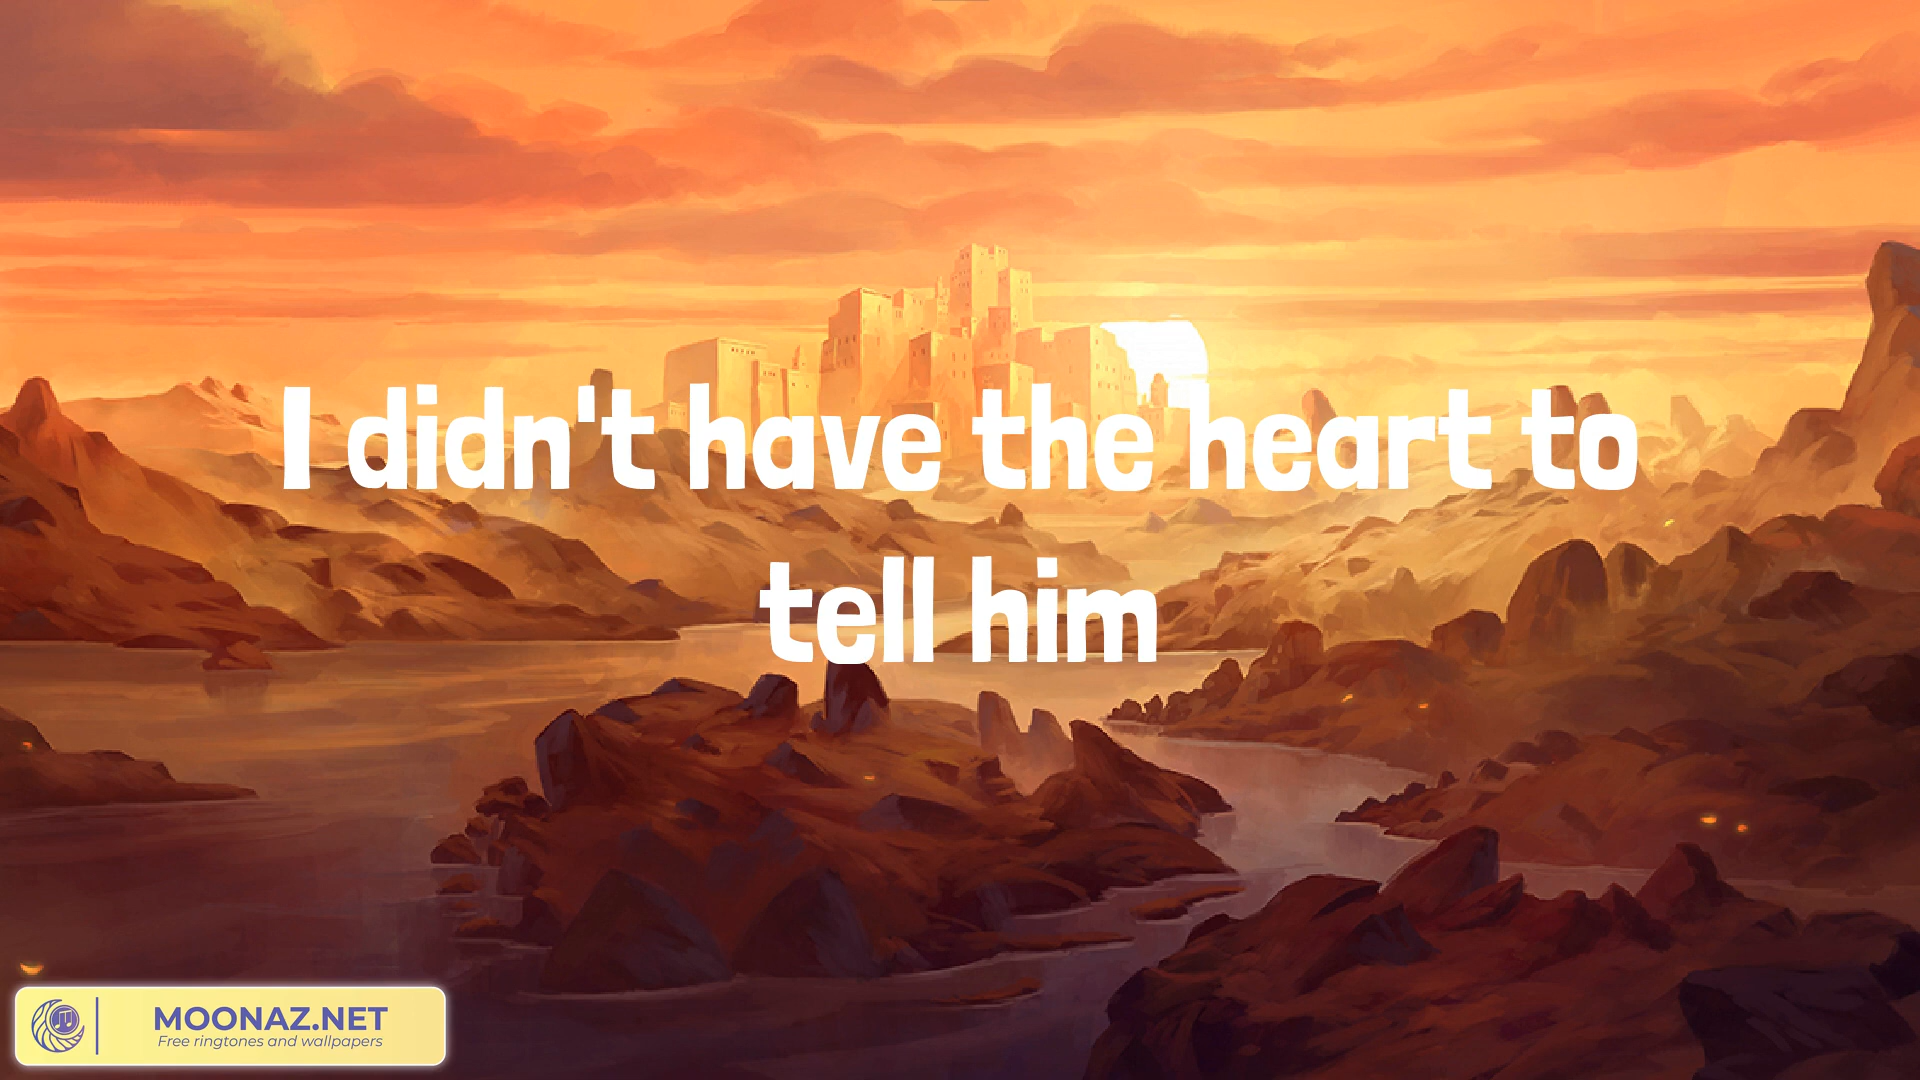 I didn't have the heart to
tell him
MOONAZ.NET
Free ringtones and wallpapers